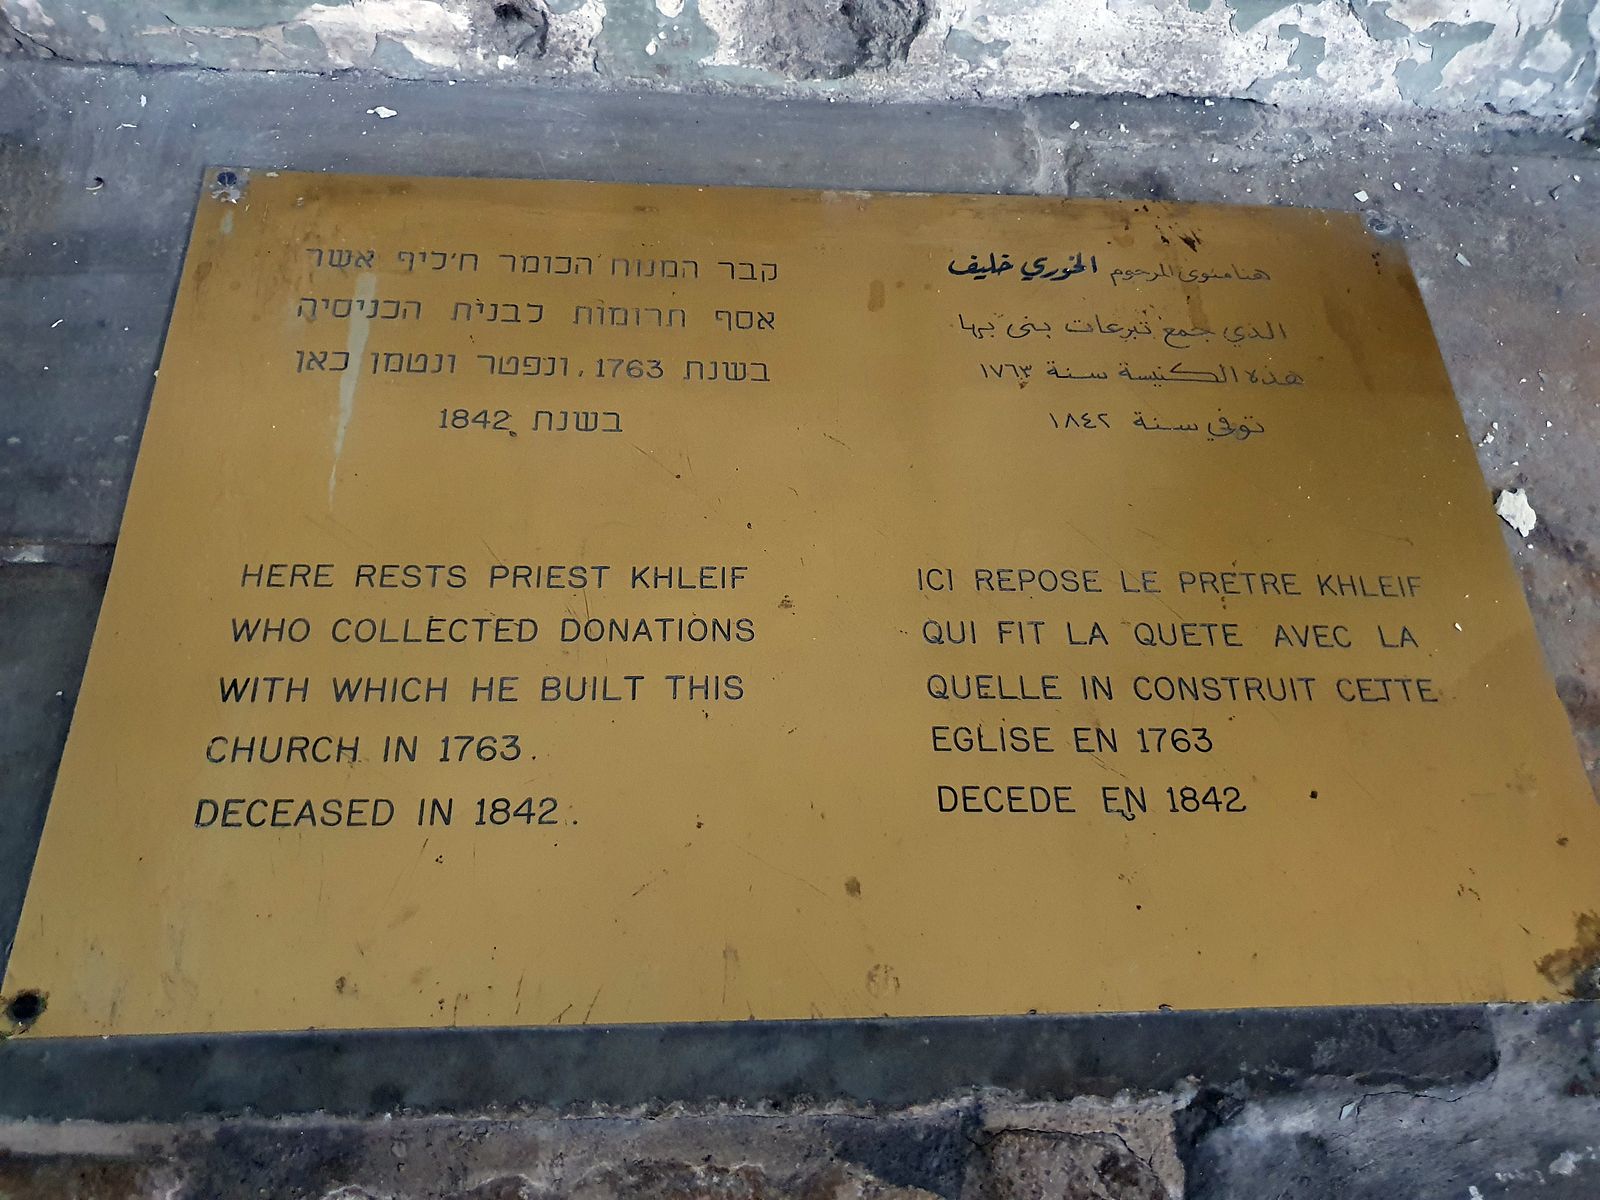 קבר המנוח הכומר ח׳ליף אשר
אסף תרומות לבנית הכניסיה
בשנת 1763, ונפטר ונטמן כאן
בשנת 1842.
هنا مثوى المرحوم الخوري خليف
الذي جمع تبرعات بنى بها
هذه الكنيسة سنة ١٧٦٣
توفي سنة ١٨٤٢
HERE RESTS PRIEST KHLEIF
WHO COLLECTED DONATIONS
WITH WHICH HE BUILT THIS
CHURCH IN 1763.
DECEASED IN 1842.
ICI REPOSE LE PRETRE KHLEIF
QUI FIT LA QUETE AVEC LA
QUELLE IN CONSTRUIT CETTE
EGLISE EN 1763
DECEDE EN 1842